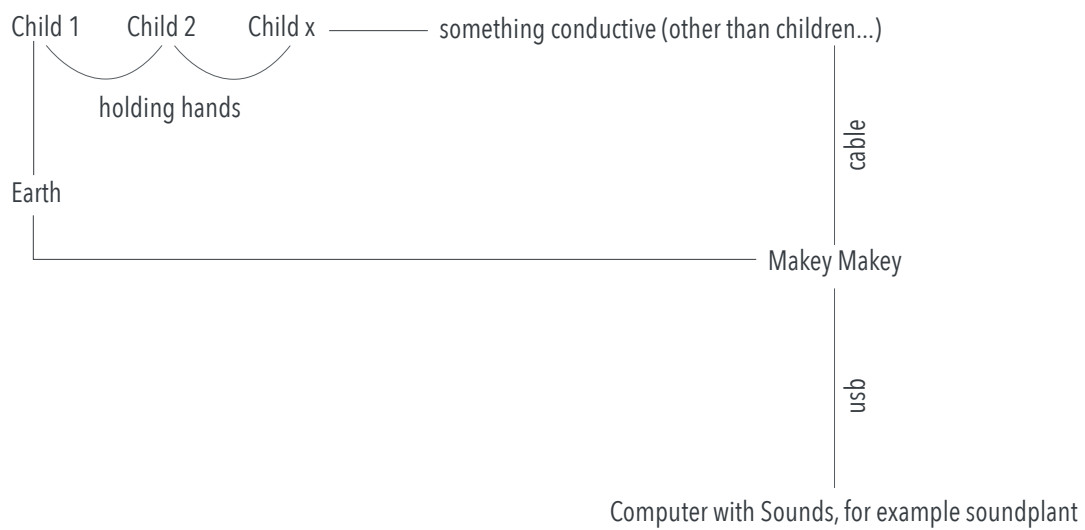 Child 1
Child 2
Child x
something conductive (other than children...)
holding hands
cable
Earth
Makey Makey
usb
Computer with Sounds, for example soundplant